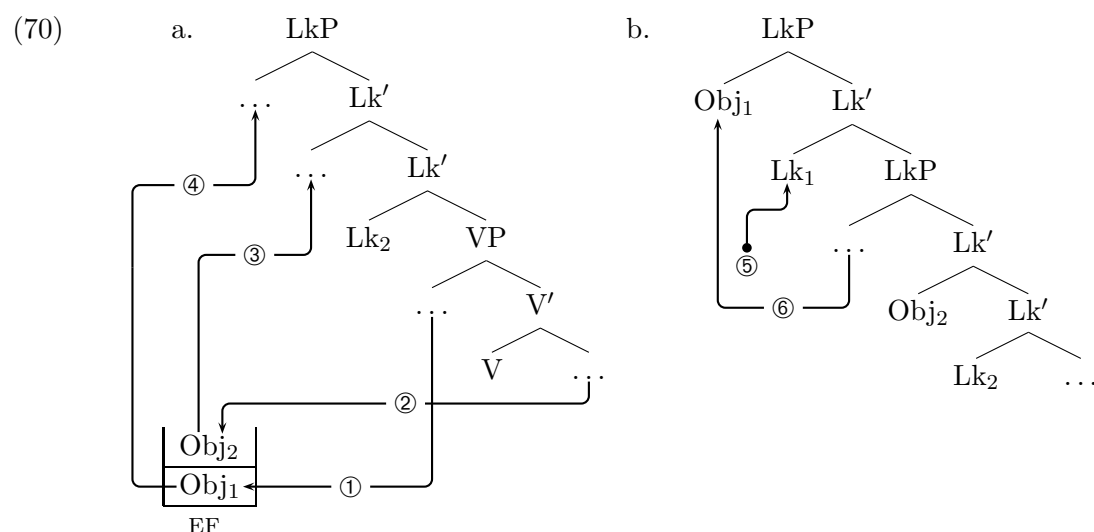 (70) a. LkP b. LkP
. . . Lk′ Obj₁ Lk′
④ . . . Lk′ Lk₁ LkP
③ Lk₂ VP ⑤ . . . Lk′
. . . V′ ⑥ Obj₂ Lk′
V . . . Lk₂ . . .
②
Obj₂
Obj₁ ①
EF